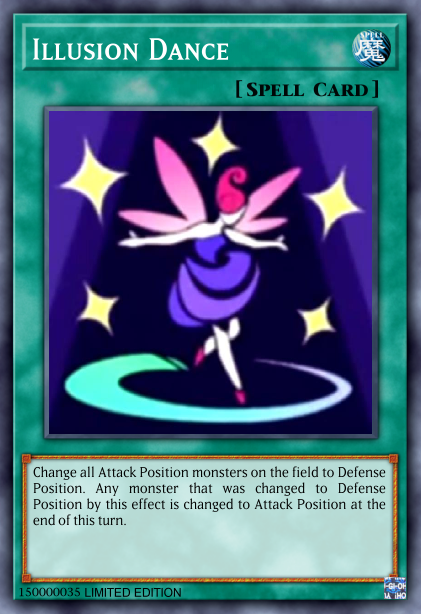 Illusion Dance
SPELL
魔
[ Spell Card ]
Change all Attack Position monsters on the field to Defense
Position. Any monster that was changed to Defense
Position by this effect is changed to Attack Position at the
end of this turn.
150000035 LIMITED EDITION